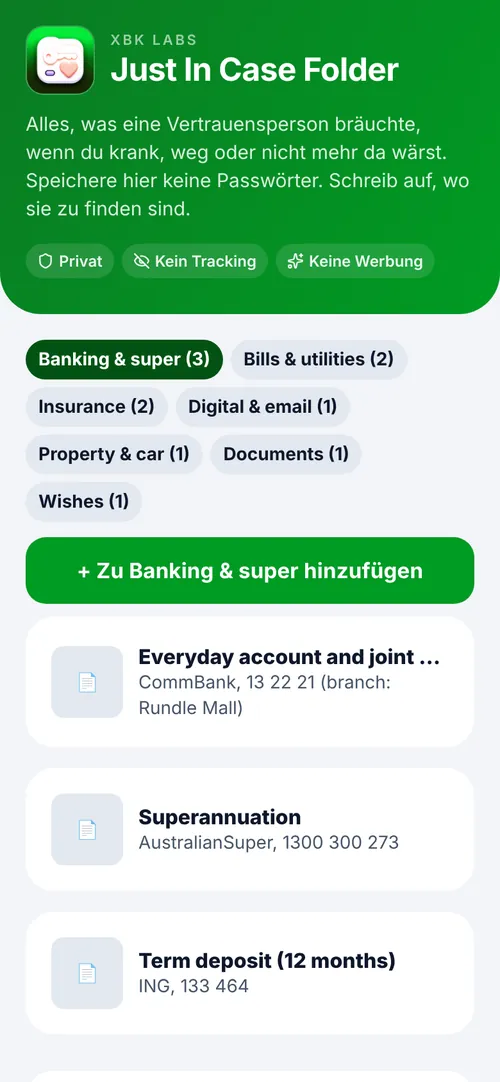 XBK LABS
Just In Case Folder
Alles, was eine Vertrauensperson bräuchte,
wenn du krank, weg oder nicht mehr da wärst.
Speichere hier keine Passwörter. Schreib auf, wo
sie zu finden sind.
Privat
Kein Tracking
Keine Werbung
Banking & super (3)
Bills & utilities (2)
Insurance (2)
Digital & email (1)
Property & car (1)
Documents (1)
Wishes (1)
+ Zu Banking & super hinzufügen
Everyday account and joint ...
CommBank, 13 22 21 (branch:
Rundle Mall)
Superannuation
AustralianSuper, 1300 300 273
Term deposit (12 months)
ING, 133 464